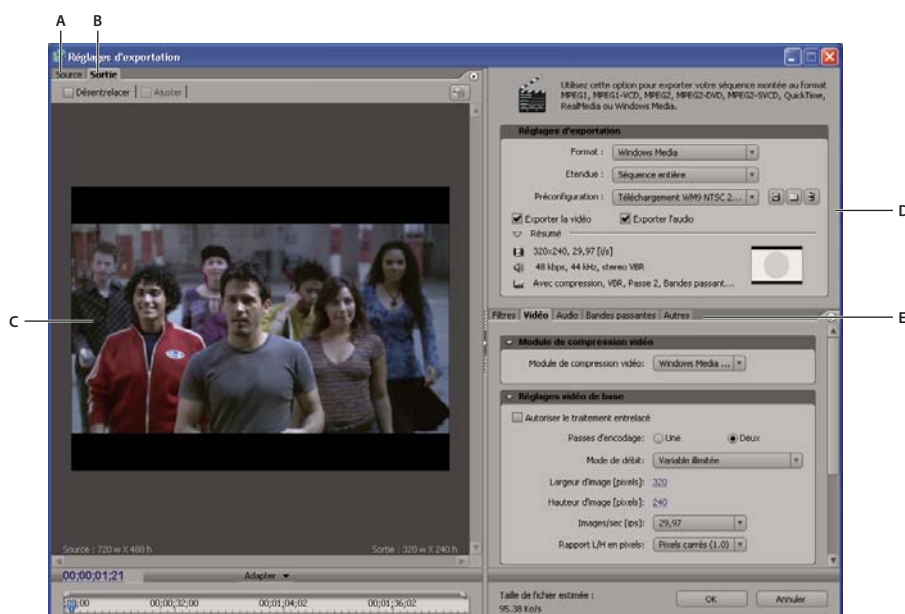 A B
Réglages d'exportation
Source Sortie
Désentrelacer Ajuster
Utilisez cette option pour exporter votre séquence montée au format
MPEG1, MPEG1-VCD, MPEG2, MPEG2-DVD, MPEG2-SVCD, QuickTime,
RealMedia ou Windows Media.
Réglages d'exportation
Format : Windows Media
Etendue : Séquence entière
Préconfiguration : Téléchargement WM9 NTSC 2...
D
Exporter la vidéo Exporter l'audio
Résumé
320x240, 29,97 [i/s]
48 kbps, 44 kHz, stereo VBR
Avec compression, VBR, Passe 2, Bandes passant...
C
E
Filtres Vidéo Audio Bandes passantes Autres
Module de compression vidéo
Module de compression vidéo: Windows Media ...
Réglages vidéo de base
Autoriser le traitement entrelacé
Passes d'encodage: Une Deux
Mode de débit: Variable illimitée
Largeur d'image [pixels]: 320
Hauteur d'image [pixels]: 240
Images/sec [ips]: 29,97
Rapport L/H en pixels: Pixels carrés (1.0)
Source : 720 w X 480 h Sortie : 320 w X 240 h
00;00;01;21 Adapter
00;00 00;00;32;00 00;01;04;02 00;01;36;02
Taille de fichier estimée :
95.38 Ko/s
OK Annuler